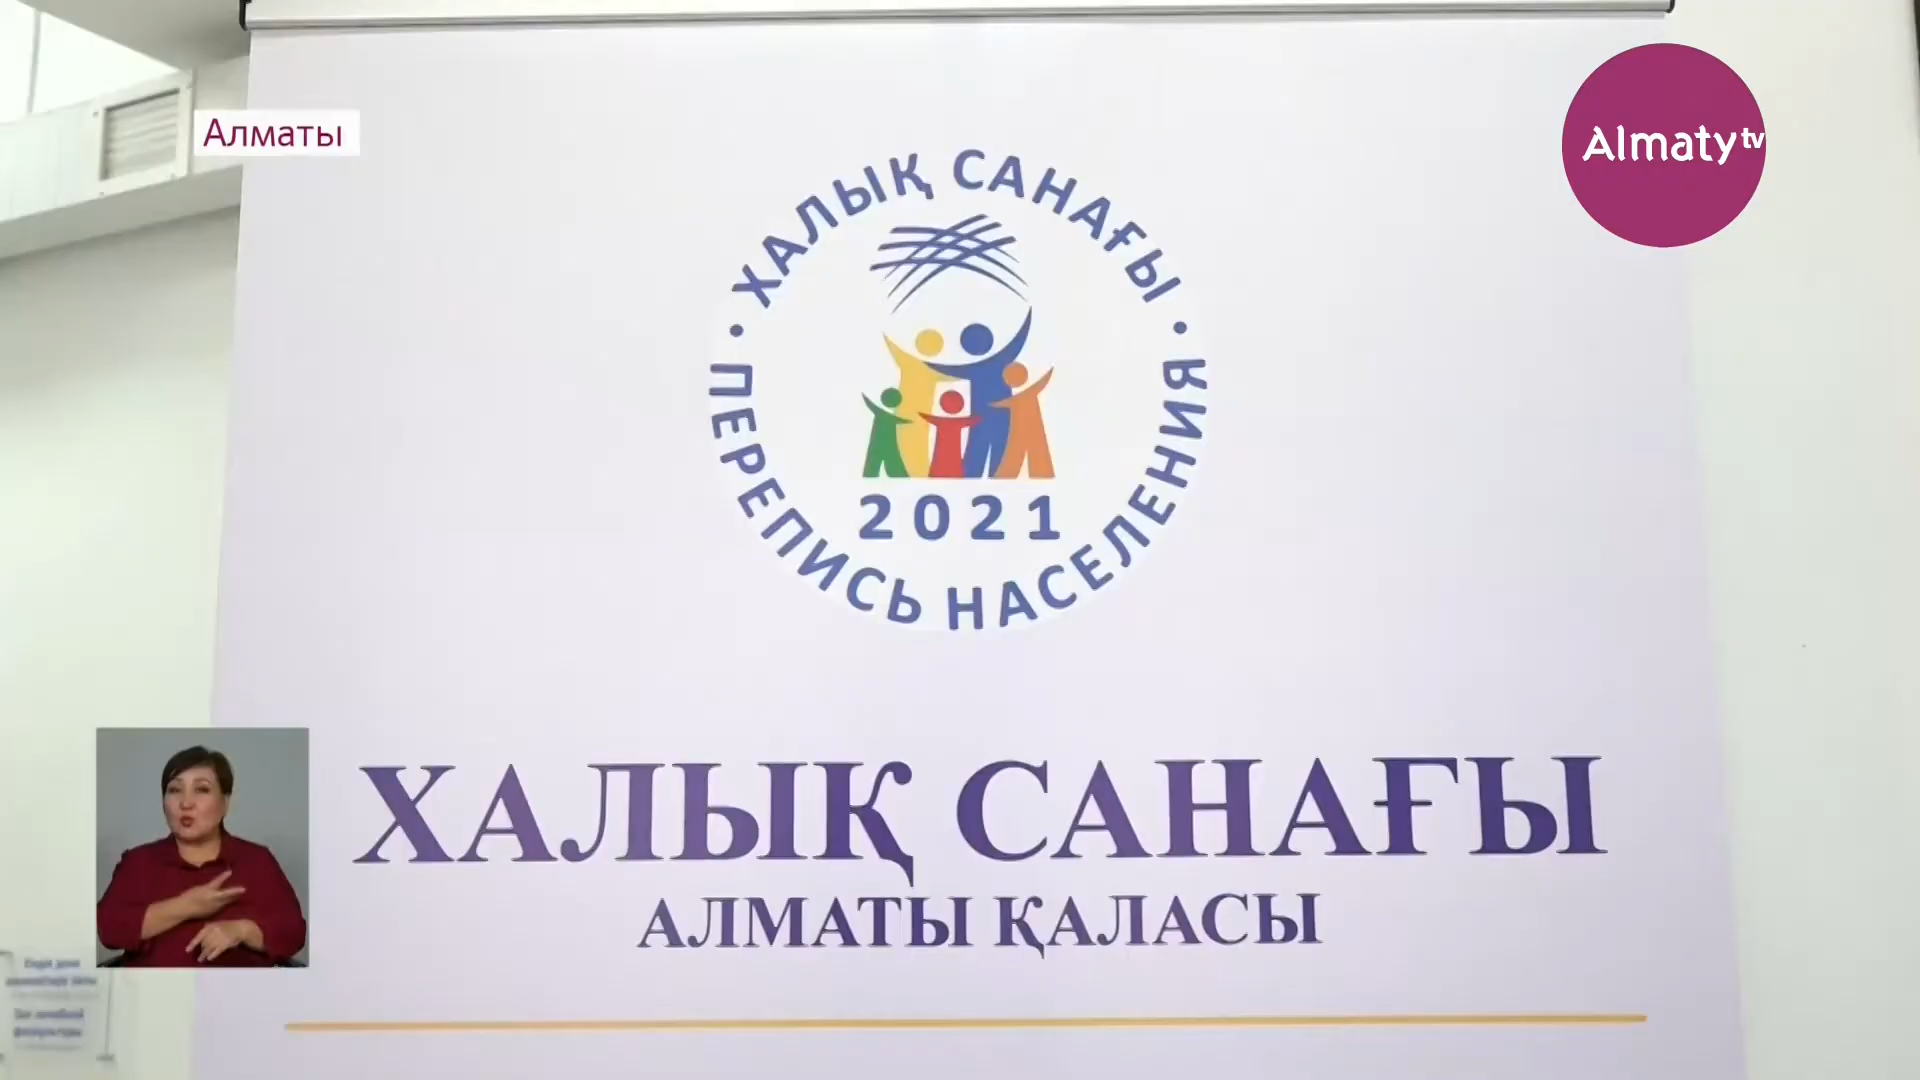 Алматы
Almaty tv
ХАЛЫҚ САНАҒЫ
ПЕРЕПИСЬ НАСЕЛЕНИЯ
2021
ХАЛЫҚ САНАҒЫ
АЛМАТЫ ҚАЛАСЫ